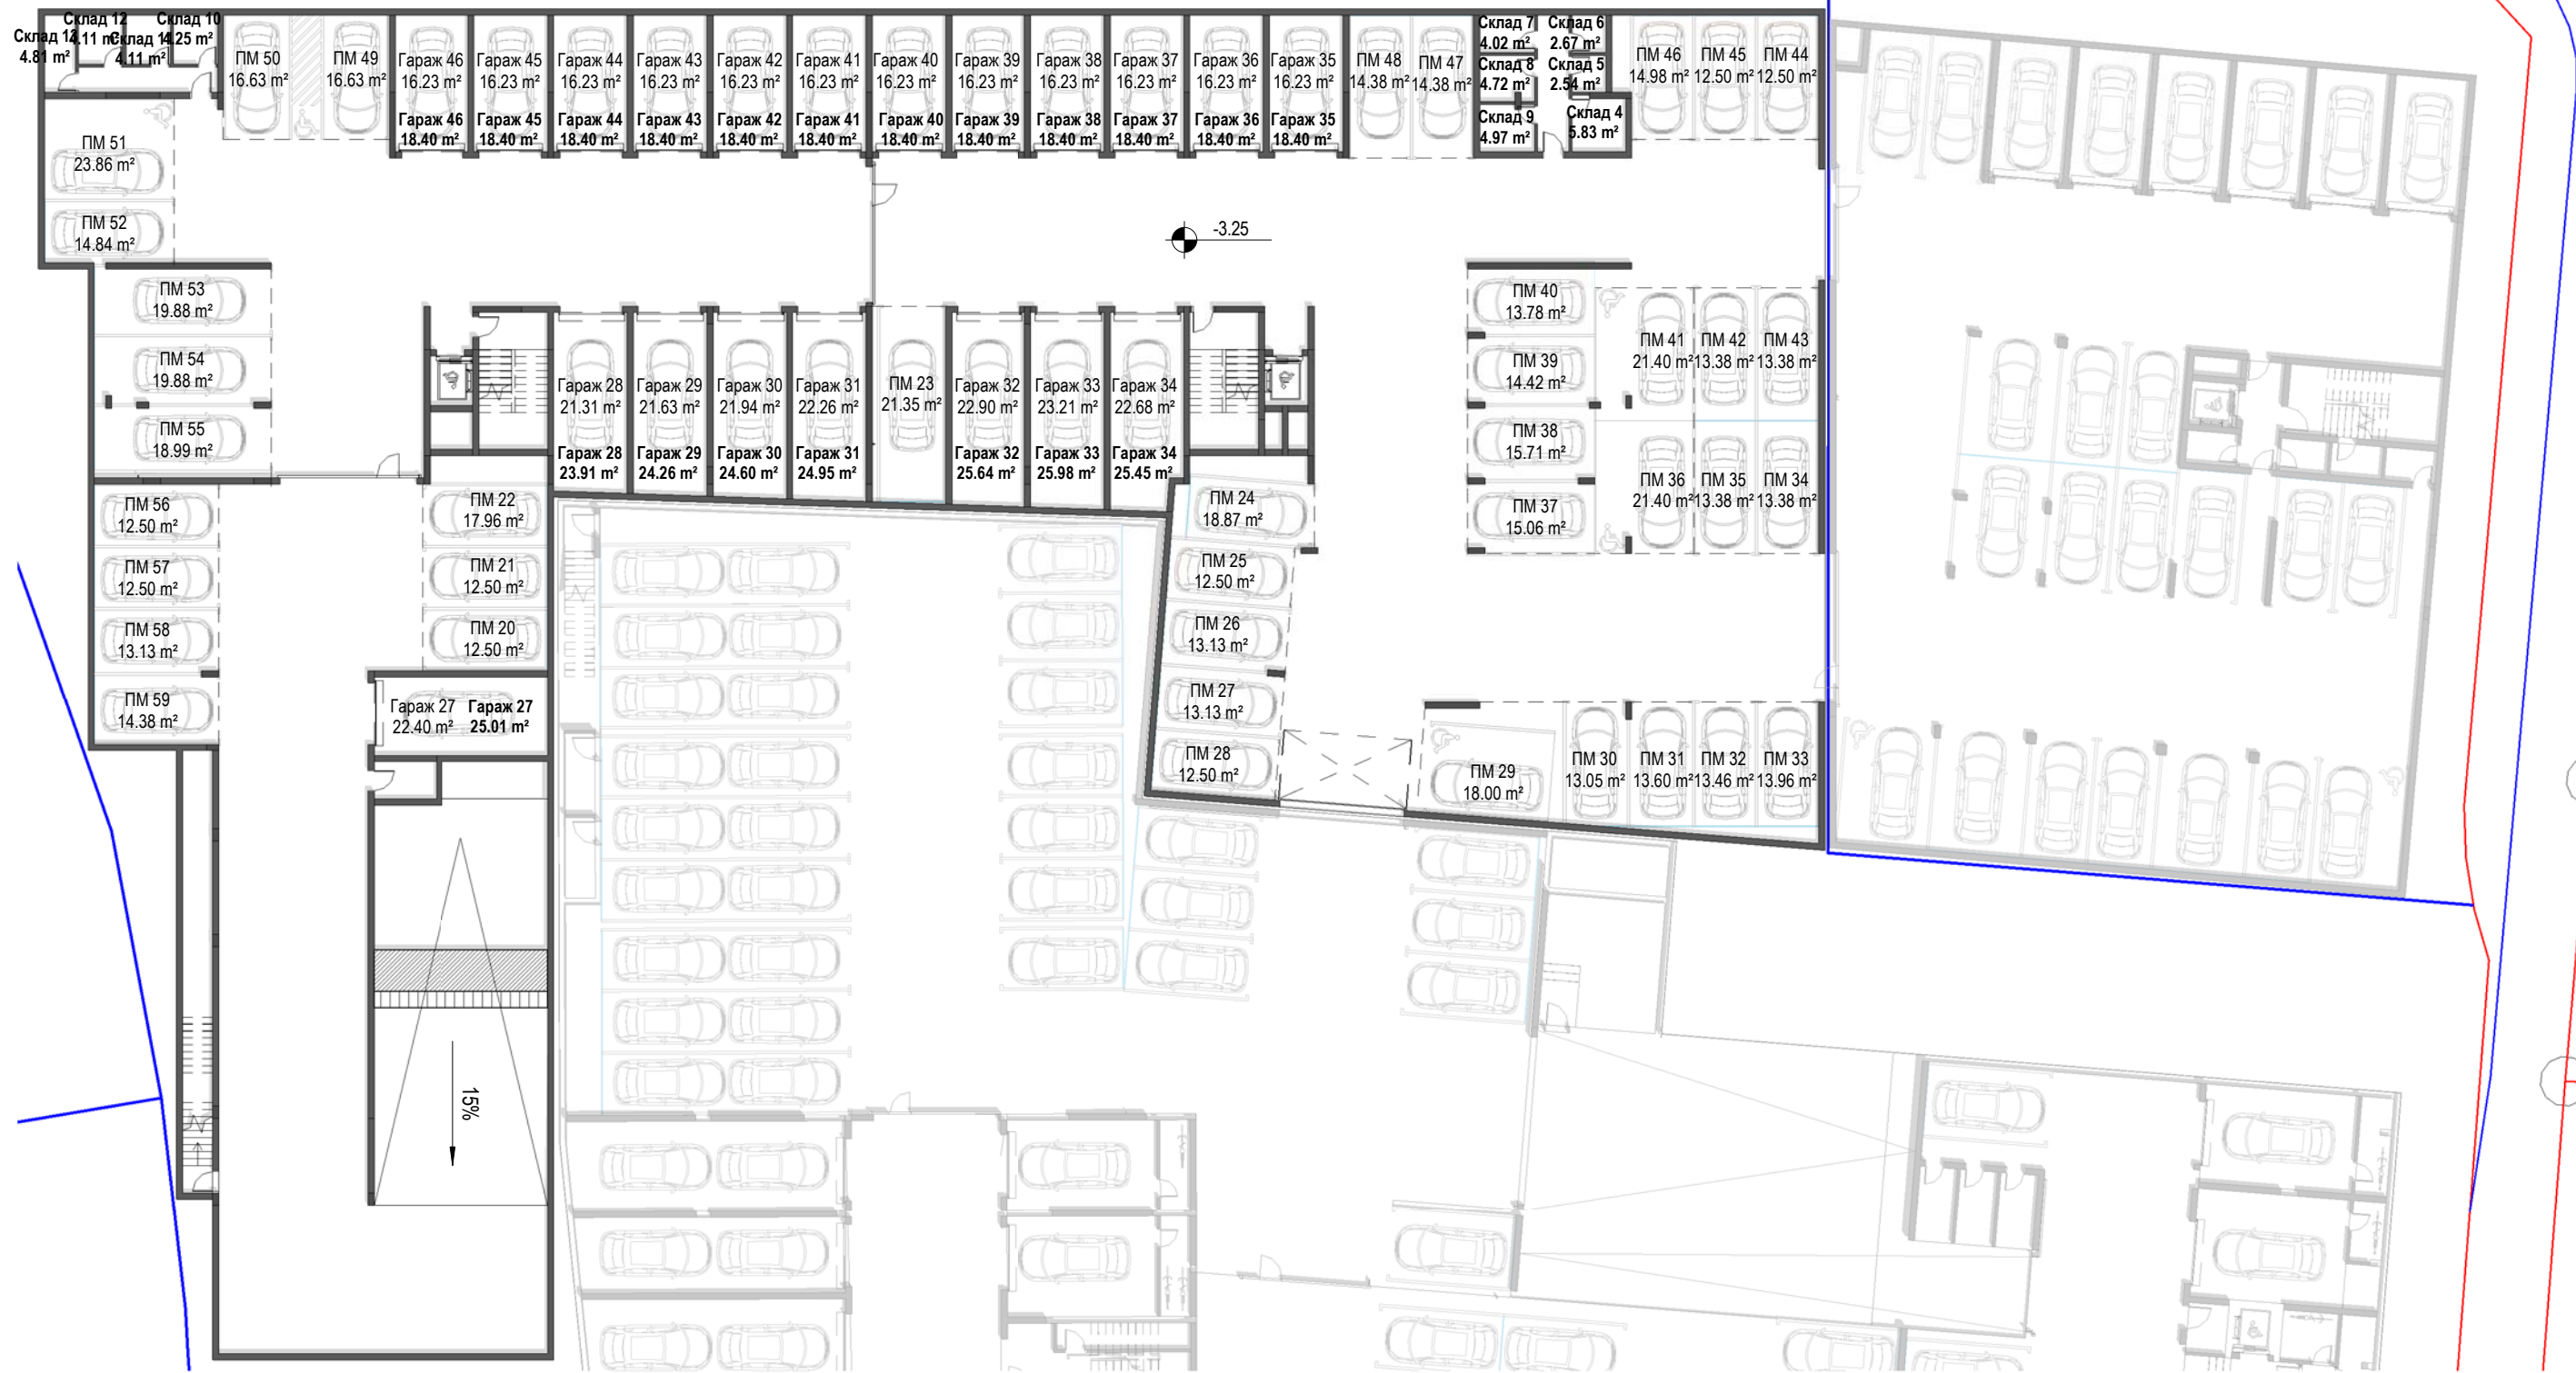 Склад 12
4.11 m²
Склад 10
4.25 m²
Склад 13
4.81 m²
Склад 11
4.11 m²
ПМ 50
16.63 m²
ПМ 49
16.63 m²
Гараж 46
16.23 m²
Гараж 46
18.40 m²
Гараж 45
16.23 m²
Гараж 45
18.40 m²
Гараж 44
16.23 m²
Гараж 44
18.40 m²
Гараж 43
16.23 m²
Гараж 43
18.40 m²
Гараж 42
16.23 m²
Гараж 42
18.40 m²
Гараж 41
16.23 m²
Гараж 41
18.40 m²
Гараж 40
16.23 m²
Гараж 40
18.40 m²
Гараж 39
16.23 m²
Гараж 39
18.40 m²
Гараж 38
16.23 m²
Гараж 38
18.40 m²
Гараж 37
16.23 m²
Гараж 37
18.40 m²
Гараж 36
16.23 m²
Гараж 36
18.40 m²
Гараж 35
16.23 m²
Гараж 35
18.40 m²
ПМ 48
14.38 m²
ПМ 47
14.38 m²
Склад 7
4.02 m²
Склад 6
2.67 m²
Склад 8
4.72 m²
Склад 5
2.54 m²
Склад 9
4.97 m²
Склад 4
5.83 m²
ПМ 46
14.98 m²
ПМ 45
12.50 m²
ПМ 44
12.50 m²
ПМ 51
23.86 m²
ПМ 52
14.84 m²
-3.25
ПМ 53
19.88 m²
ПМ 54
19.88 m²
ПМ 55
18.99 m²
Гараж 28
21.31 m²
Гараж 28
23.91 m²
Гараж 29
21.63 m²
Гараж 29
24.26 m²
Гараж 30
21.94 m²
Гараж 30
24.60 m²
Гараж 31
22.26 m²
Гараж 31
24.95 m²
ПМ 23
21.35 m²
Гараж 32
22.90 m²
Гараж 32
25.64 m²
Гараж 33
23.21 m²
Гараж 33
25.98 m²
Гараж 34
22.68 m²
Гараж 34
25.45 m²
ПМ 40
13.78 m²
ПМ 39
14.42 m²
ПМ 38
15.71 m²
ПМ 37
15.06 m²
ПМ 41
21.40 m²
ПМ 42
13.38 m²
ПМ 43
13.38 m²
ПМ 36
21.40 m²
ПМ 35
13.38 m²
ПМ 34
13.38 m²
ПМ 56
12.50 m²
ПМ 57
12.50 m²
ПМ 58
13.13 m²
ПМ 59
14.38 m²
ПМ 22
17.96 m²
ПМ 21
12.50 m²
ПМ 20
12.50 m²
Гараж 27
22.40 m²
Гараж 27
25.01 m²
ПМ 24
18.87 m²
ПМ 25
12.50 m²
ПМ 26
13.13 m²
ПМ 27
13.13 m²
ПМ 28
12.50 m²
ПМ 29
18.00 m²
ПМ 30
13.05 m²
ПМ 31
13.60 m²
ПМ 32
13.46 m²
ПМ 33
13.96 m²
15%